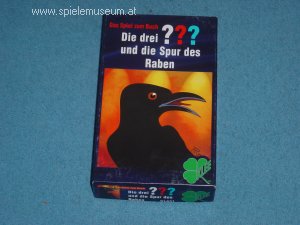 www.spielemuseum.at
Das Spiel zum Buch
Die drei ???
und die Spur des
Raben
Die drei ???
und die Spur des
Raben